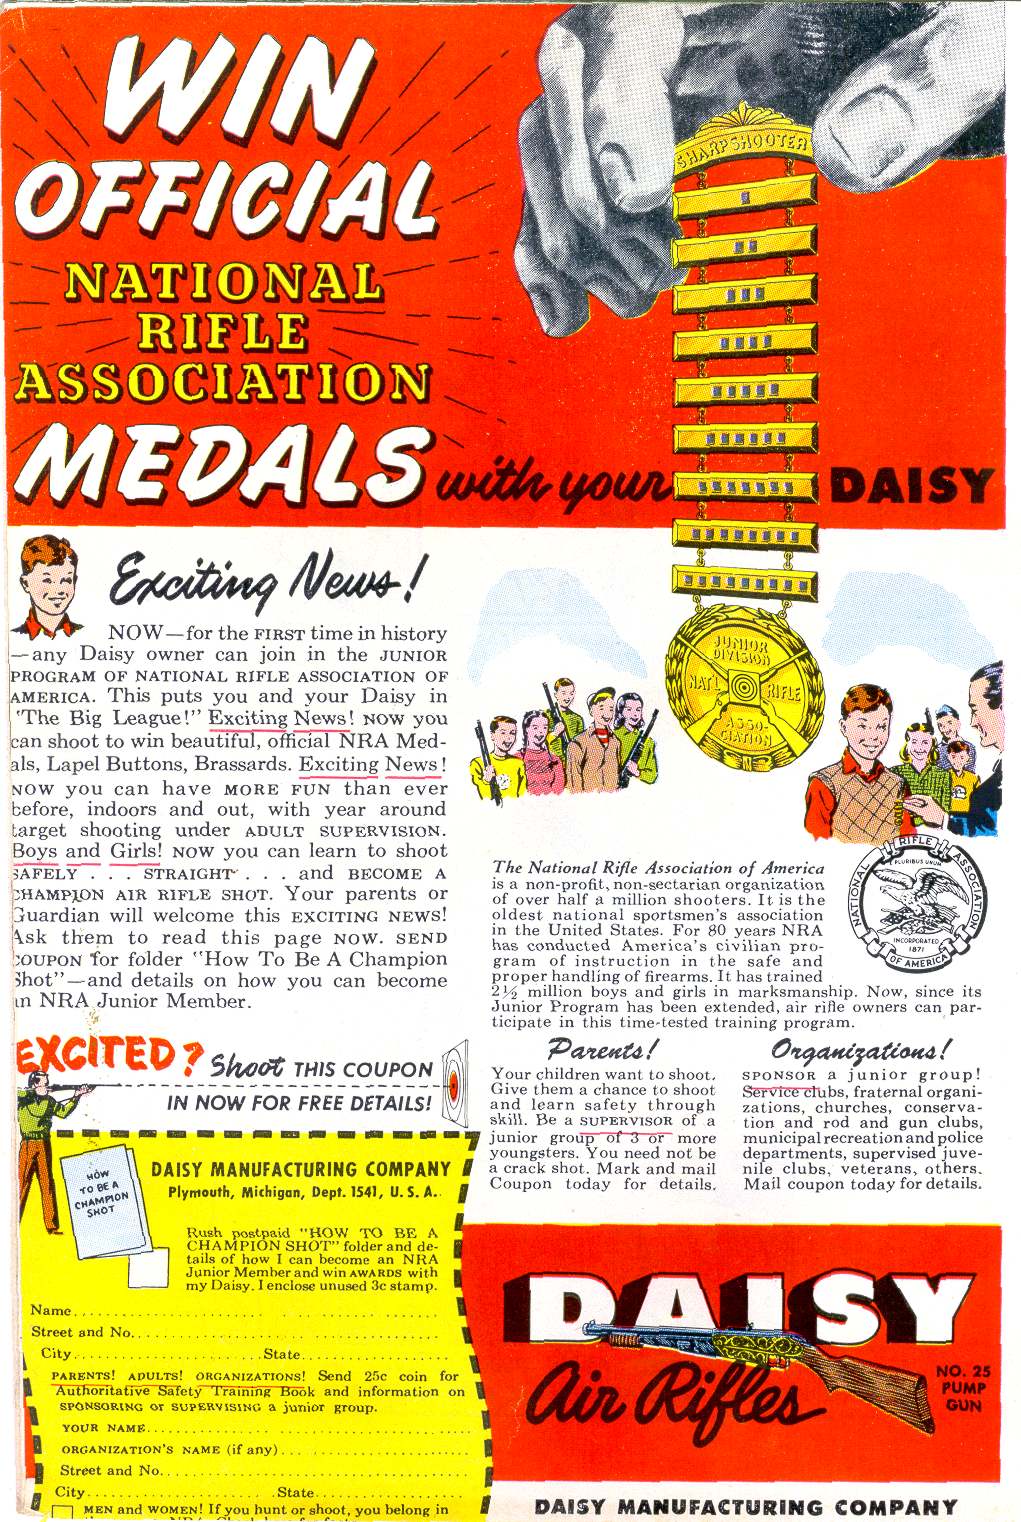 WIN
OFFICIAL
NATIONAL
RIFLE
ASSOCIATION
MEDALS with your DAISY
SHARPSHOOTER
JUNIOR
DIVISION
NAT'L RIFLE
ASSO-
CIATION
Exciting News!
NOW—for the FIRST time in history
—any Daisy owner can join in the JUNIOR
PROGRAM OF NATIONAL RIFLE ASSOCIATION OF
AMERICA. This puts you and your Daisy in
"The Big League!" Exciting News! NOW you
can shoot to win beautiful, official NRA Med-
als, Lapel Buttons, Brassards. Exciting News!
NOW you can have MORE FUN than ever
before, indoors and out, with year around
target shooting under ADULT SUPERVISION.
Boys and Girls! NOW you can learn to shoot
SAFELY . . . STRAIGHT . . . and BECOME A
CHAMPION AIR RIFLE SHOT. Your parents or
Guardian will welcome this EXCITING NEWS!
Ask them to read this page NOW. SEND
COUPON for folder "How To Be A Champion
Shot"—and details on how you can become
an NRA Junior Member.
The National Rifle Association of America
is a non-profit, non-sectarian organization
of over half a million shooters. It is the
oldest national sportsmen's association
in the United States. For 80 years NRA
has conducted America's civilian pro-
gram of instruction in the safe and
proper handling of firearms. It has trained
2½ million boys and girls in marksmanship. Now, since its
Junior Program has been extended, air rifle owners can par-
ticipate in this time-tested training program.
NATIONAL RIFLE ASSOCIATION
PLURIBUS UNUM
INCORPORATED
1871
OF AMERICA
Parents!
Your children want to shoot.
Give them a chance to shoot
and learn safety through
skill. Be a SUPERVISOR of a
junior group of 3 or more
youngsters. You need not be
a crack shot. Mark and mail
Coupon today for details.
Organizations!
SPONSOR a junior group!
Service clubs, fraternal organi-
zations, churches, conserva-
tion and rod and gun clubs,
municipal recreation and police
departments, supervised juve-
nile clubs, veterans, others.
Mail coupon today for details.
EXCITED? Shoot THIS COUPON
IN NOW FOR FREE DETAILS!
HOW
TO BE A
CHAMPION
SHOT
DAISY MANUFACTURING COMPANY
Plymouth, Michigan, Dept. 1541, U. S. A.
Rush postpaid "HOW TO BE A
CHAMPION SHOT" folder and de-
tails of how I can become an NRA
Junior Member and win AWARDS with
my Daisy. I enclose unused 3c stamp.
Name
Street and No.
City State
PARENTS! ADULTS! ORGANIZATIONS! Send 25c coin for
Authoritative Safety Training Book and information on
SPONSORING or SUPERVISING a junior group.
YOUR NAME
ORGANIZATION'S NAME (if any)
Street and No.
City State
MEN and WOMEN! If you hunt or shoot, you belong in
DAISY
Air Rifles
NO. 25
PUMP
GUN
DAISY MANUFACTURING COMPANY